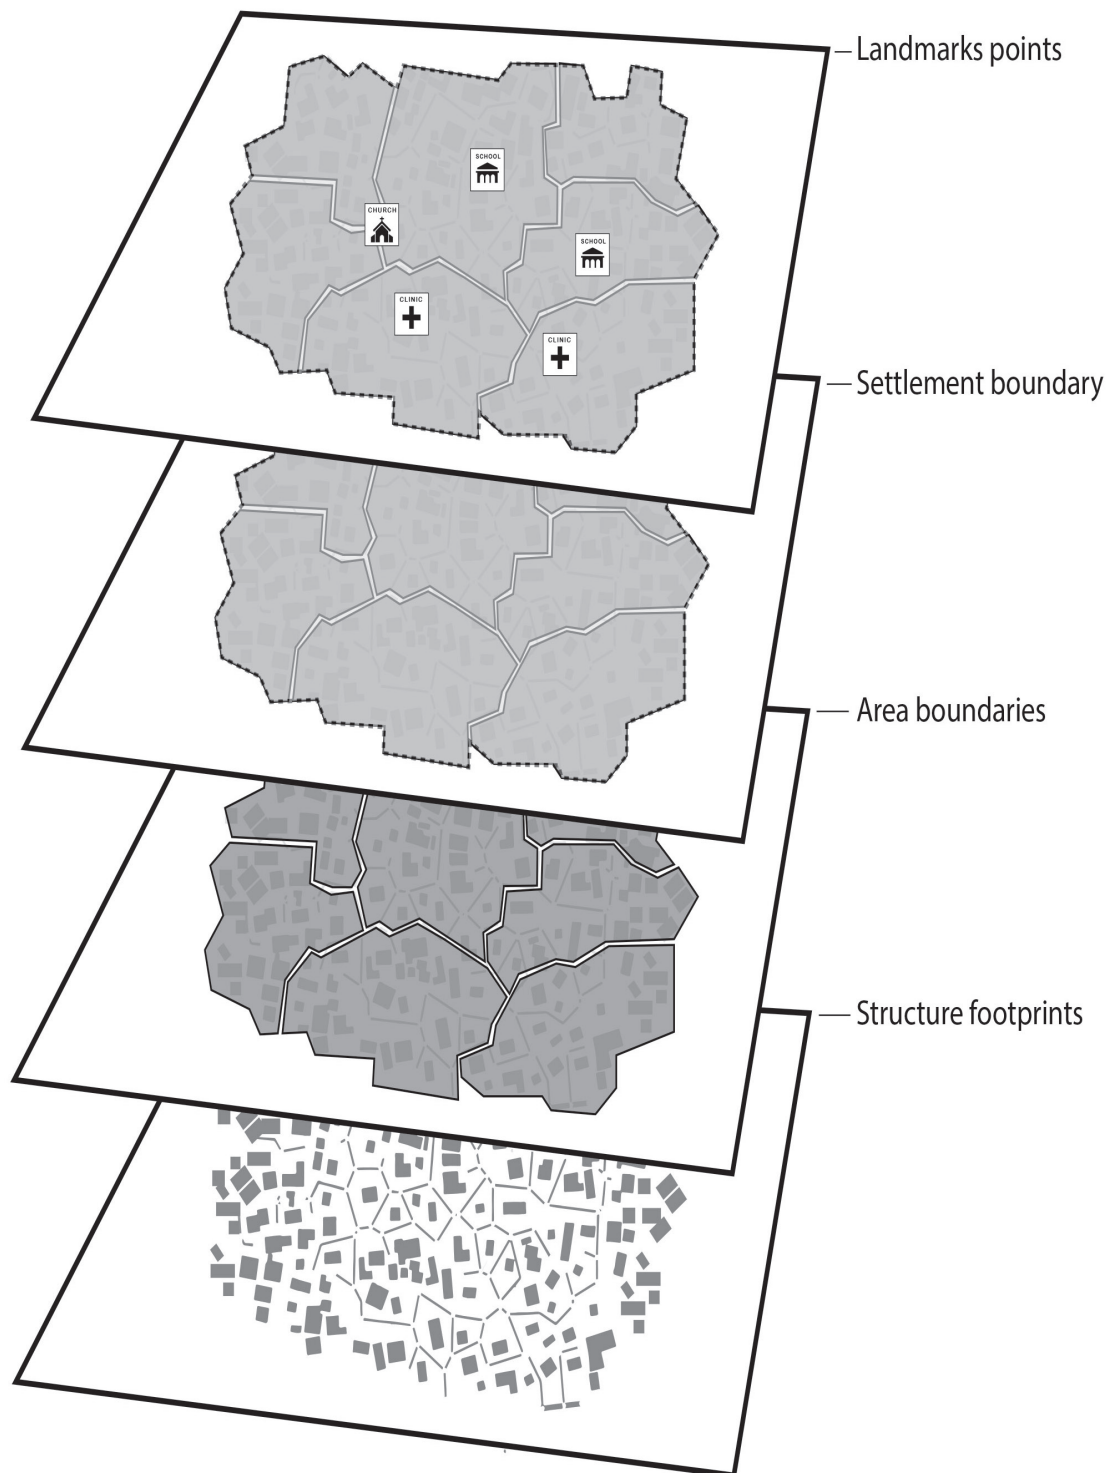 Landmarks points
SCHOOL
CHURCH
SCHOOL
CLINIC
CLINIC
Settlement boundary
Area boundaries
Structure footprints